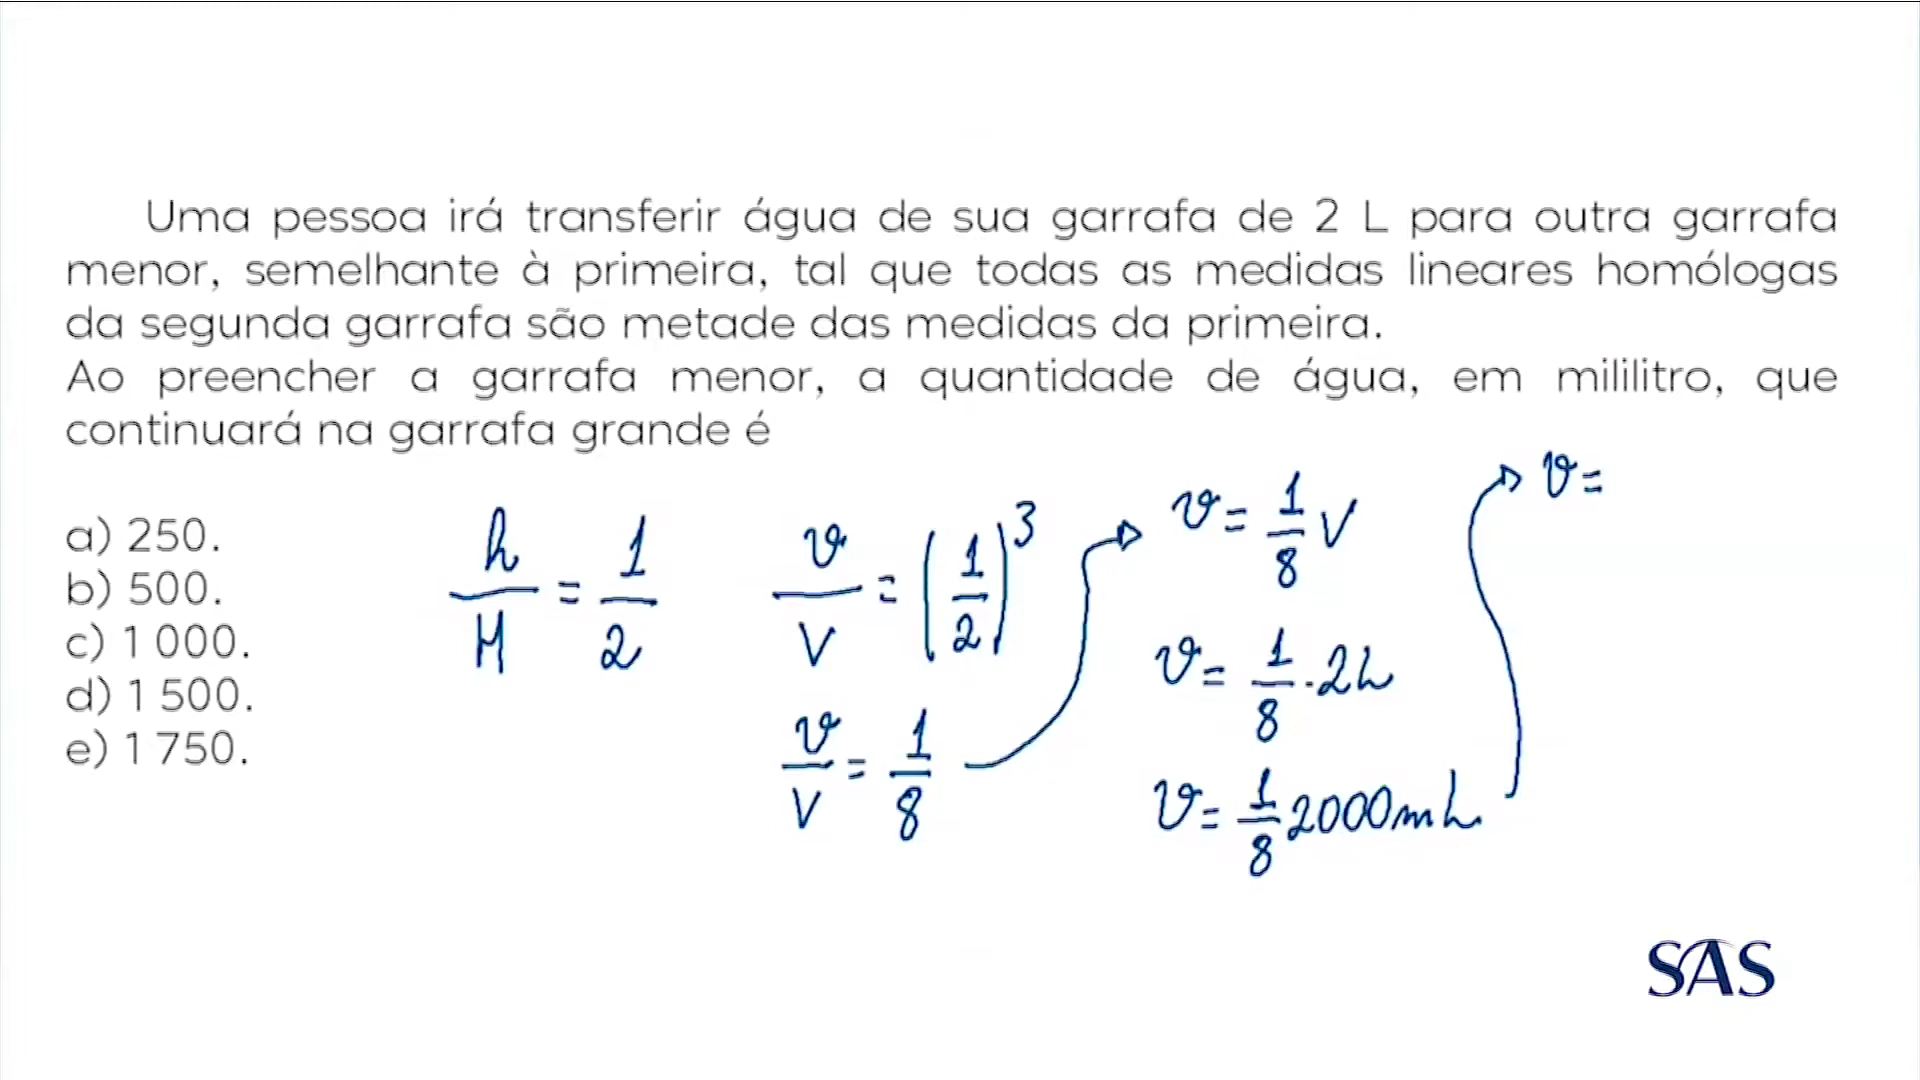 Uma pessoa irá transferir água de sua garrafa de 2 L para outra garrafa
menor, semelhante à primeira, tal que todas as medidas lineares homólogas
da segunda garrafa são metade das medidas da primeira.
Ao preencher a garrafa menor, a quantidade de água, em mililitro, que
continuará na garrafa grande é
a) 250.
b) 500.
c) 1 000.
d) 1 500.
e) 1 750.
h/H = 1/2
v/V = (1/2)^3
v/V = 1/8
v = 1/8 V
v = 1/8 . 2L
v = 1/8 2000mL
v =
SAS